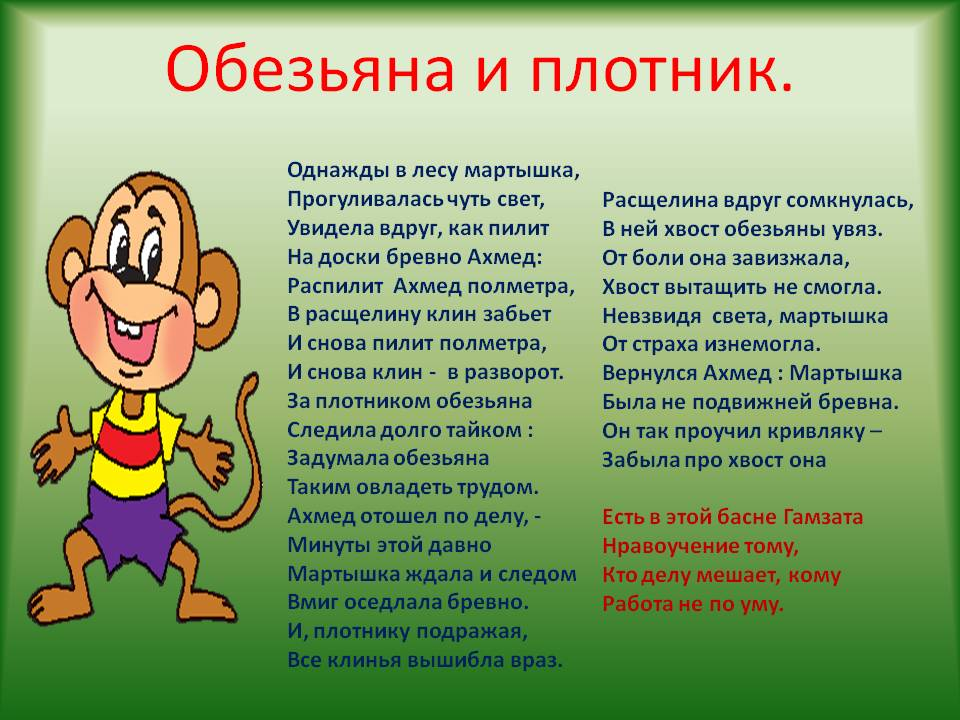 Обезьяна и плотник.
Однажды в лесу мартышка,
Прогуливалась чуть свет,
Увидела вдруг, как пилит
На доски бревно Ахмед:
Распилит Ахмед полметра,
В расщелину клин забьет
И снова пилит полметра,
И снова клин - в разворот.
За плотником обезьяна
Следила долго тайком :
Задумала обезьяна
Таким овладеть трудом.
Ахмед отошел по делу, -
Минуты этой давно
Мартышка ждала и следом
Вмиг оседлала бревно.
И, плотнику подражая,
Все клинья вышибла враз.
Расщелина вдруг сомкнулась,
В ней хвост обезьяны увяз.
От боли она завизжала,
Хвост вытащить не смогла.
Невзвидя света, мартышка
От страха изнемогла.
Вернулся Ахмед : Мартышка
Была не подвижней бревна.
Он так проучил кривляку –
Забыла про хвост она
Есть в этой басне Гамзата
Нравоучение тому,
Кто делу мешает, кому
Работа не по уму.